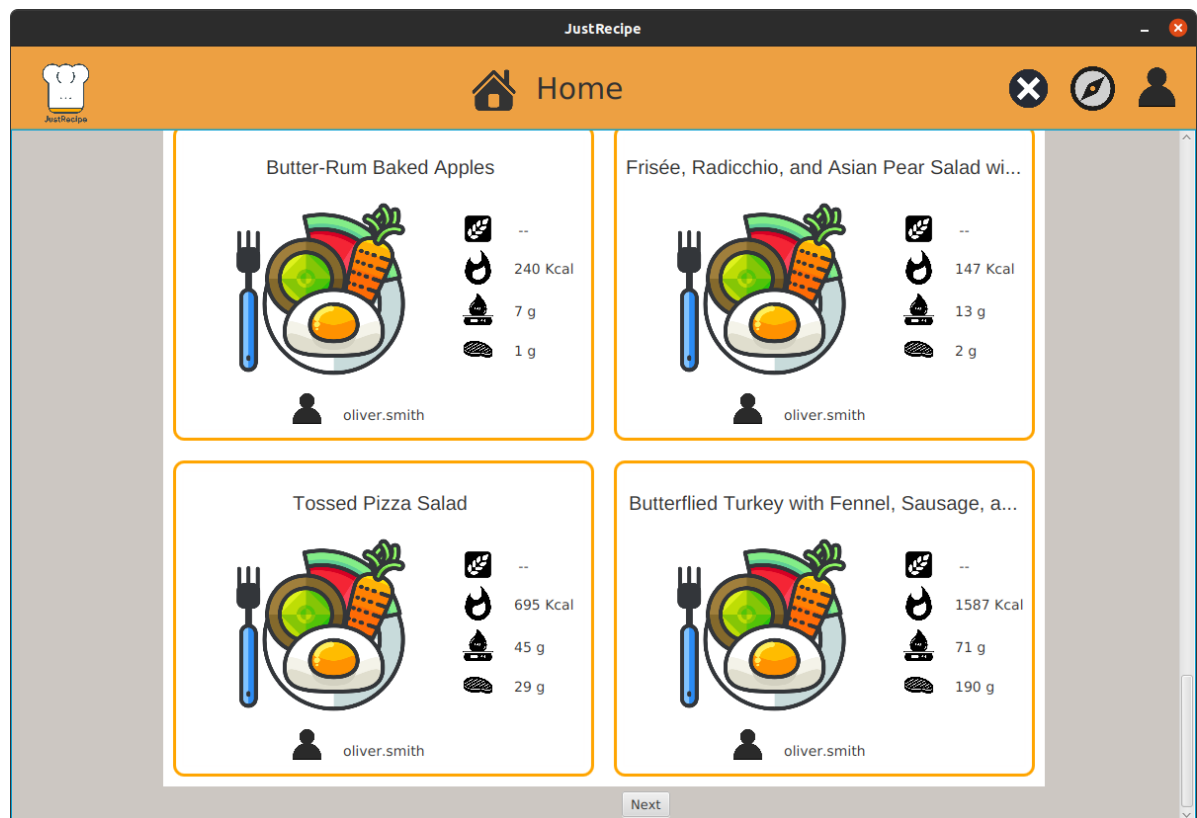 JustRecipe
JustRecipe
Home
Butter-Rum Baked Apples
--
240 Kcal
7 g
1 g
oliver.smith
Frisée, Radicchio, and Asian Pear Salad wi...
--
147 Kcal
13 g
2 g
oliver.smith
Tossed Pizza Salad
--
695 Kcal
45 g
29 g
oliver.smith
Butterflied Turkey with Fennel, Sausage, a...
--
1587 Kcal
71 g
190 g
oliver.smith
Next